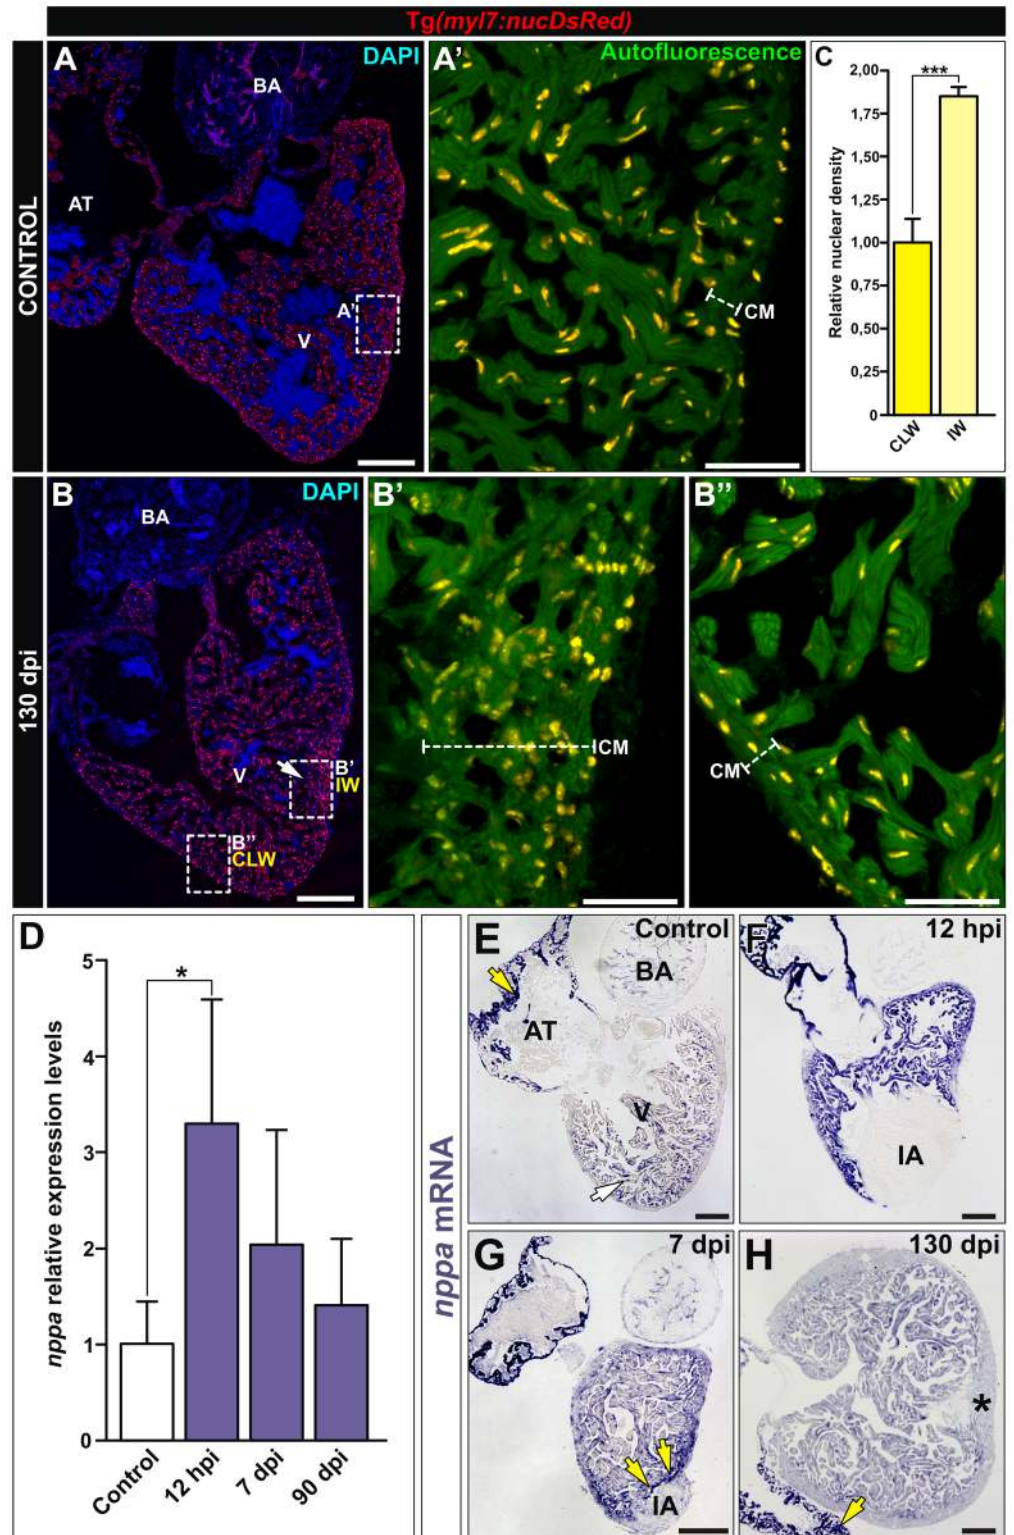 Tg(myl7:nucDsRed)
CONTROL
A
DAPI
BA
AT
A'
V
A'
Autofluorescence
CM
C
Relative nuclear density
2,00
1,75
1,50
1,25
1,00
0,75
0,50
0,25
0
***
CLW
IW
130 dpi
B
DAPI
BA
V
B'
IW
B''
CLW
B'
CM
B''
CM
D
nppa relative expression levels
5
4
3
2
1
0
*
Control
12 hpi
7 dpi
90 dpi
nppa mRNA
E
Control
BA
AT
V
F
12 hpi
IA
G
7 dpi
IA
H
130 dpi
*